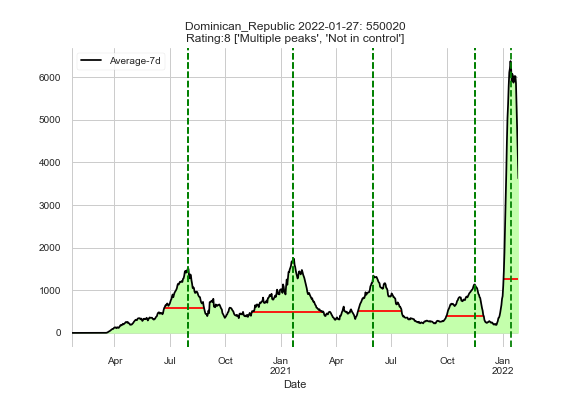 Dominican_Republic 2022-01-27: 550020
Rating:8 ['Multiple peaks', 'Not in control']
Average-7d
6000
5000
4000
3000
2000
1000
0
Apr Jul Oct Jan Apr Jul Oct Jan
2021 2022
Date